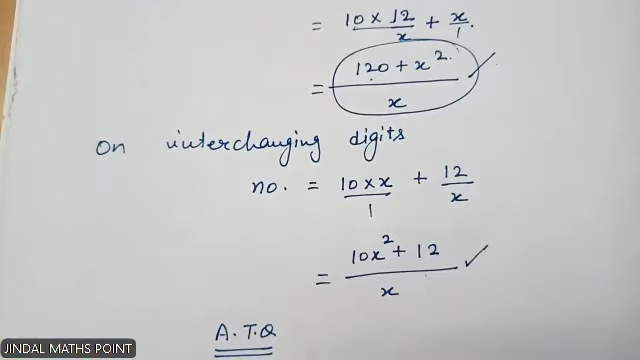 = 10 × 12/x + x/1
= 120 + x²/x ✓
On interchanging digits
no. = 10 × x/1 + 12/x
= 10x² + 12/x ✓
A.T.Q
JINDAL MATHS POINT